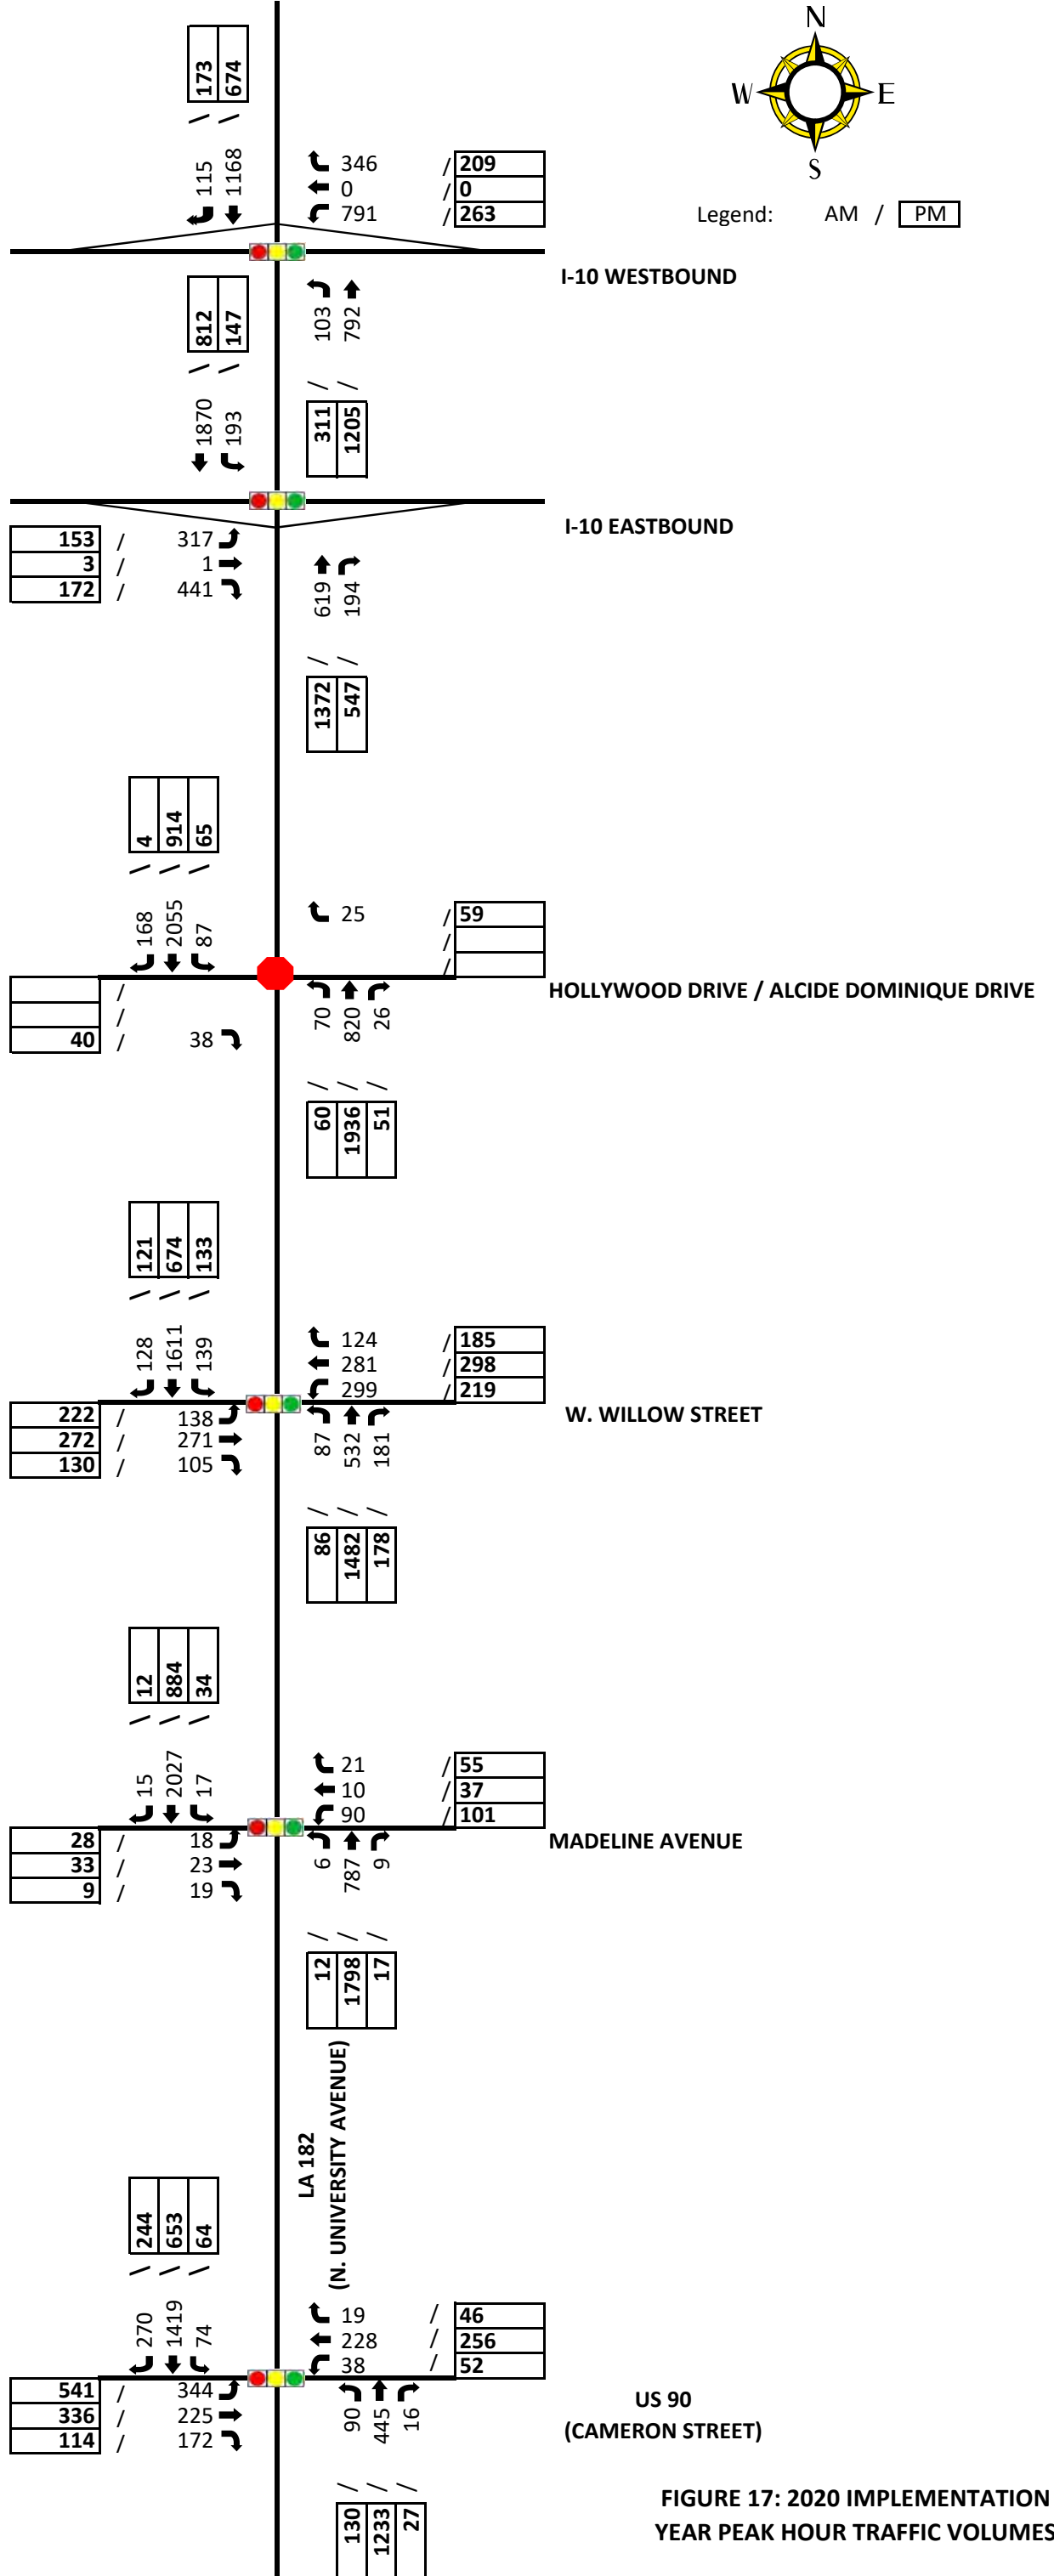 N
W E
S
Legend: AM / PM
173 674
/ /
115 1168
346 / 209
0 / 0
791 / 263
I-10 WESTBOUND
103 792
/ /
311 1205
812 147
/ /
1870 193
I-10 EASTBOUND
153 / 317
3 / 1
172 / 441
619 194
/ /
1372 547
4 914 65
/ / /
168 2055 87
25 / 59
/
/
HOLLYWOOD DRIVE / ALCIDE DOMINIQUE DRIVE
/
/
40 / 38
70 820 26
/ / /
60 1936 51
121 674 133
/ / /
128 1611 139
124 / 185
281 / 298
299 / 219
W. WILLOW STREET
222 / 138
272 / 271
130 / 105
87 532 181
/ / /
86 1482 178
12 884 34
/ / /
15 2027 17
21 / 55
10 / 37
90 / 101
MADELINE AVENUE
28 / 18
33 / 23
9 / 19
6 787 9
/ / /
12 1798 17
LA 182
(N. UNIVERSITY AVENUE)
244 653 64
/ / /
270 1419 74
19 / 46
228 / 256
38 / 52
US 90
(CAMERON STREET)
541 / 344
336 / 225
114 / 172
90 445 16
/ / /
130 1233 27
FIGURE 17: 2020 IMPLEMENTATION
YEAR PEAK HOUR TRAFFIC VOLUMES